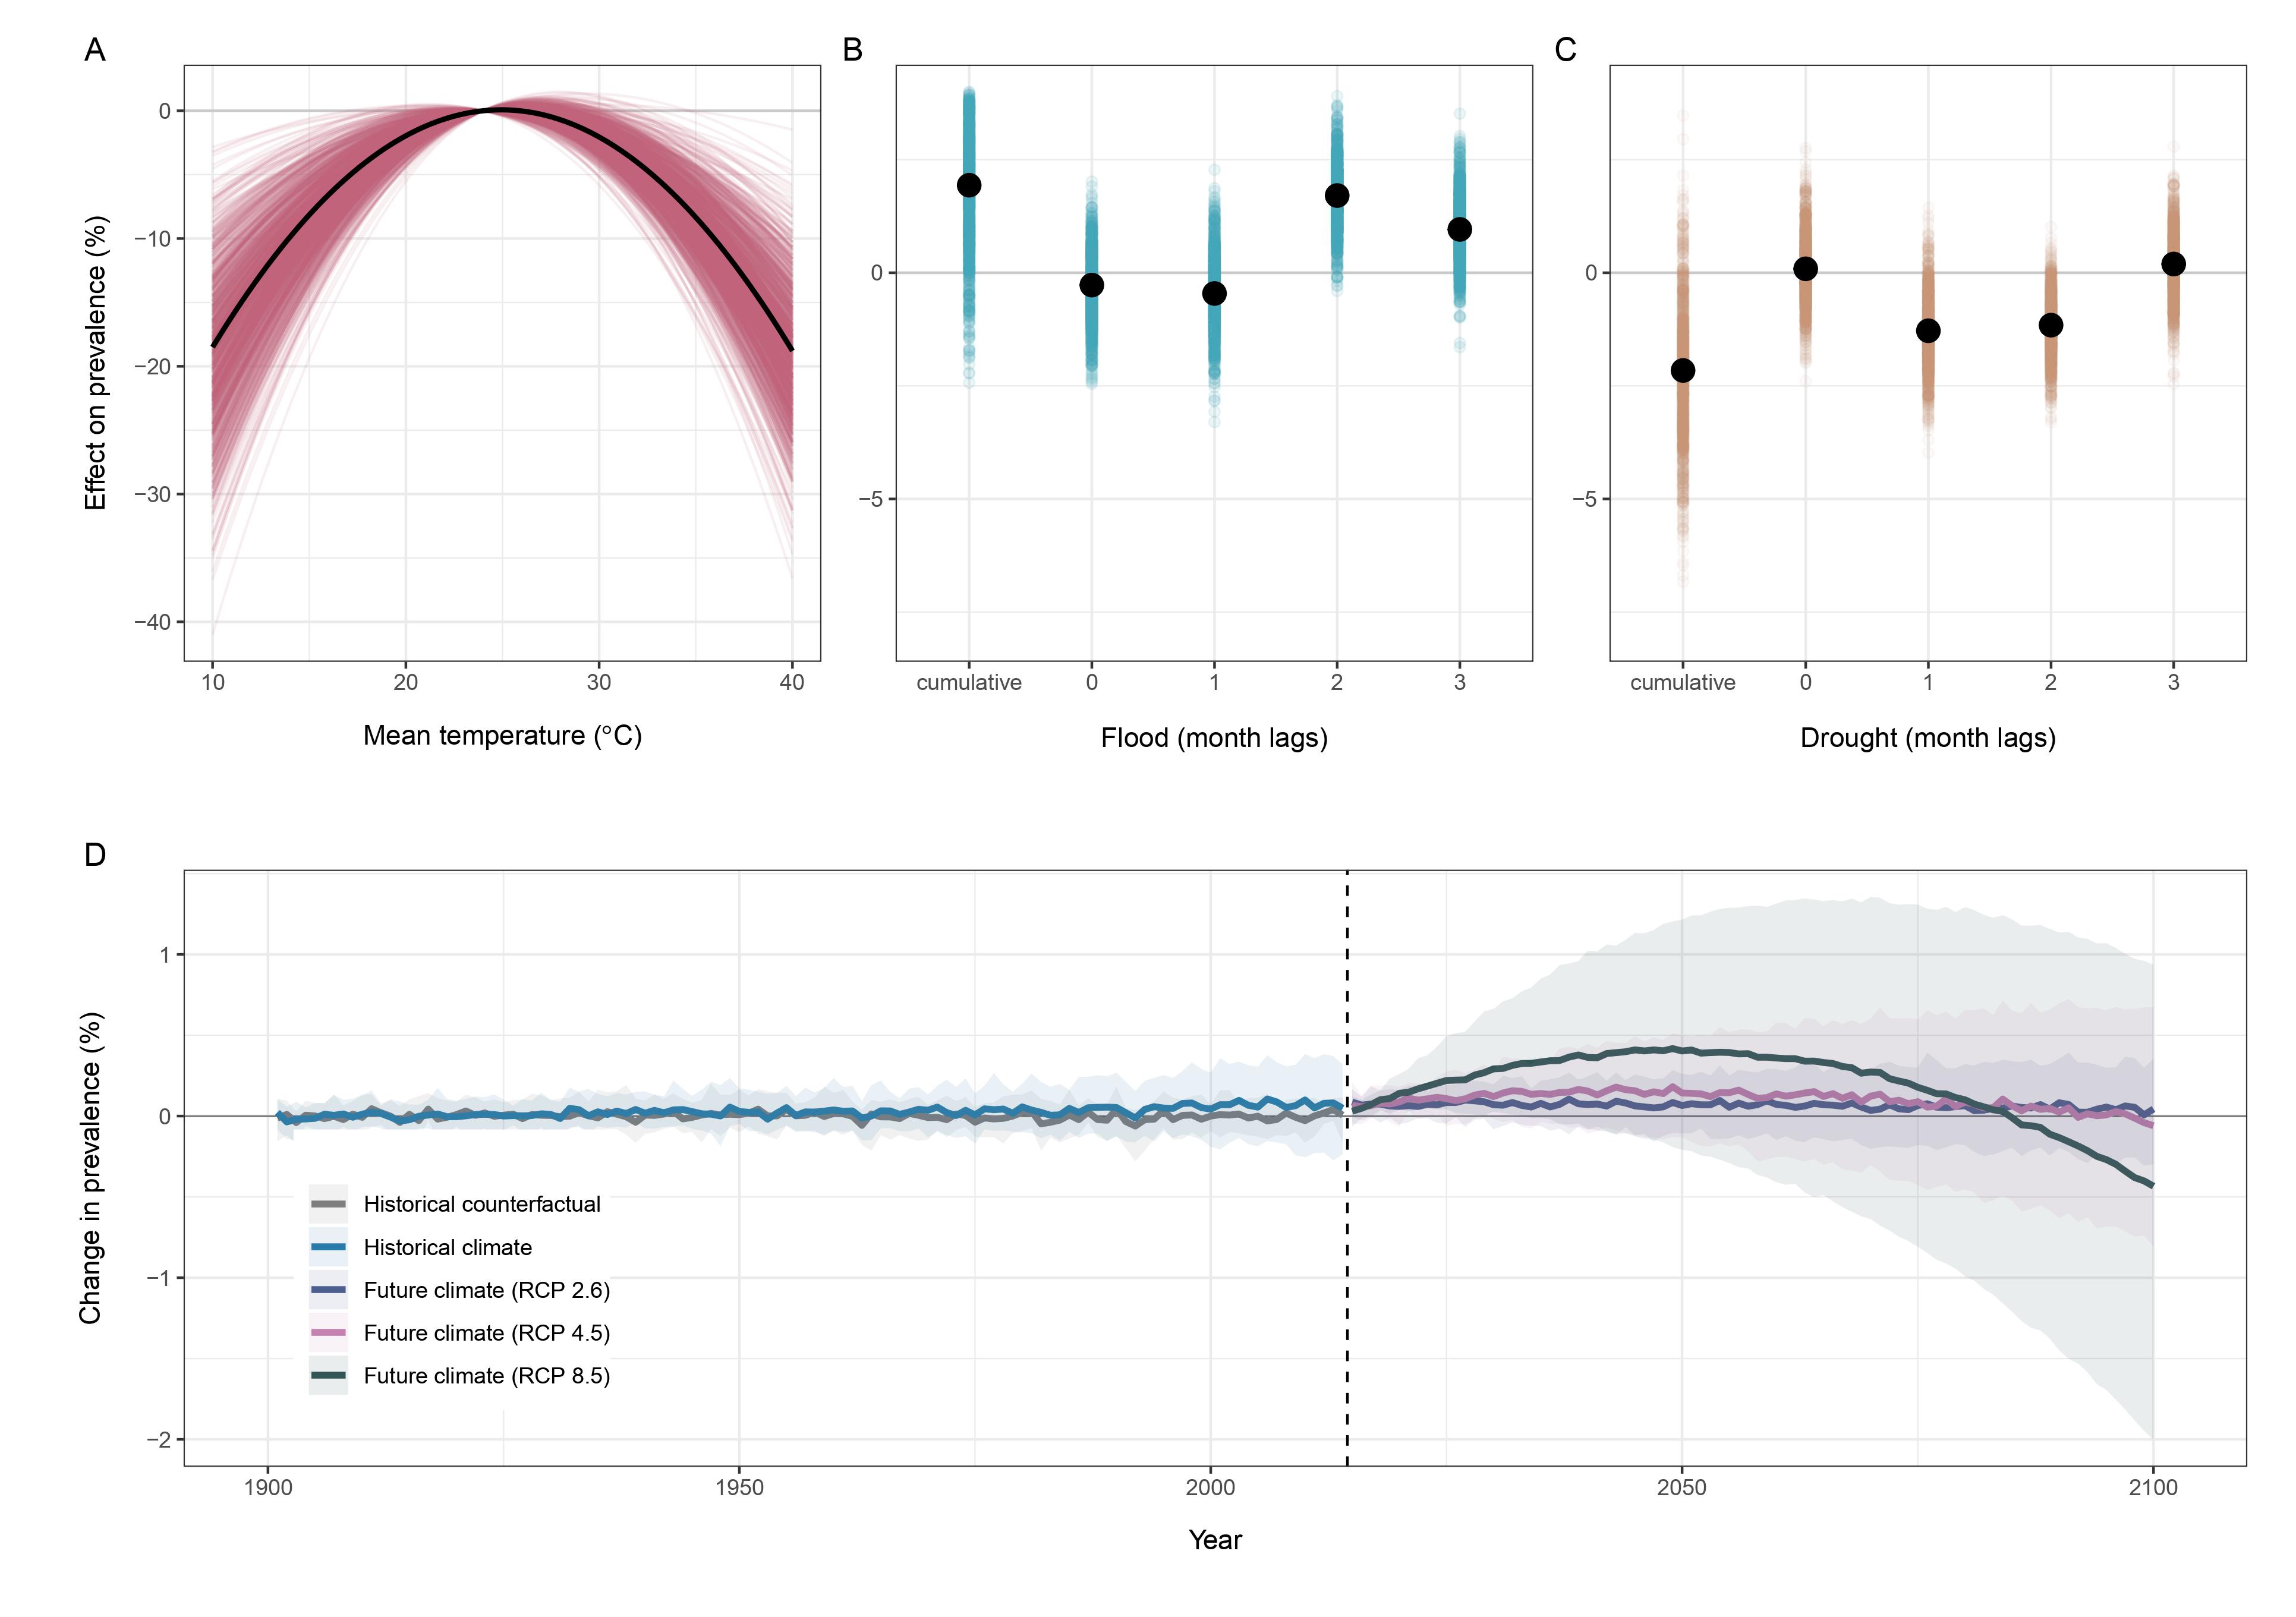 A
B
C
Effect on prevalence (%)
0
−10
−20
−30
−40
10
20
30
40
Mean temperature (°C)
0
−5
cumulative
0
1
2
3
Flood (month lags)
0
−5
cumulative
0
1
2
3
Drought (month lags)
D
Change in prevalence (%)
1
0
−1
−2
Historical counterfactual
Historical climate
Future climate (RCP 2.6)
Future climate (RCP 4.5)
Future climate (RCP 8.5)
1900
1950
2000
2050
2100
Year